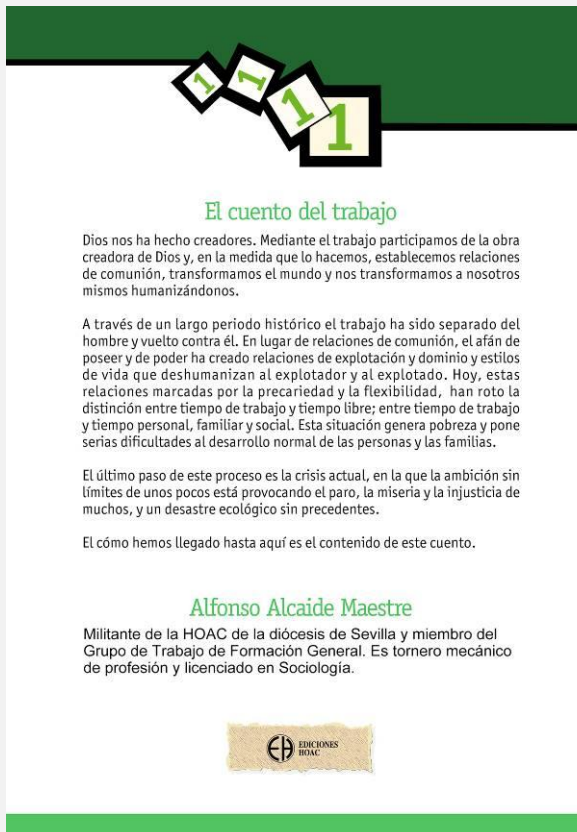 1
1
1
1
El cuento del trabajo
Dios nos ha hecho creadores. Mediante el trabajo participamos de la obra
creadora de Dios y, en la medida que lo hacemos, establecemos relaciones
de comunión, transformamos el mundo y nos transformamos a nosotros
mismos humanizándonos.
A través de un largo periodo histórico el trabajo ha sido separado del
hombre y vuelto contra él. En lugar de relaciones de comunión, el afán de
poseer y de poder ha creado relaciones de explotación y dominio y estilos
de vida que deshumanizan al explotador y al explotado. Hoy, estas
relaciones marcadas por la precariedad y la flexibilidad, han roto la
distinción entre tiempo de trabajo y tiempo libre; entre tiempo de trabajo
y tiempo personal, familiar y social. Esta situación genera pobreza y pone
serias dificultades al desarrollo normal de las personas y las familias.
El último paso de este proceso es la crisis actual, en la que la ambición sin
límites de unos pocos está provocando el paro, la miseria y la injusticia de
muchos, y un desastre ecológico sin precedentes.
El cómo hemos llegado hasta aquí es el contenido de este cuento.
Alfonso Alcaide Maestre
Militante de la HOAC de la diócesis de Sevilla y miembro del
Grupo de Trabajo de Formación General. Es tornero mecánico
de profesión y licenciado en Sociología.
EDICIONES
HOAC